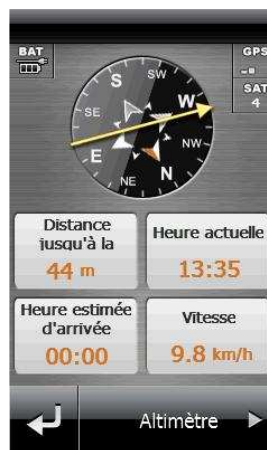 BAT
GPS
SAT
4
S
SW
W
NW
N
NE
E
SE
Distance
jusqu'à la
44 m
Heure actuelle
13:35
Heure estimée
d'arrivée
00:00
Vitesse
9.8 km/h
Altimètre